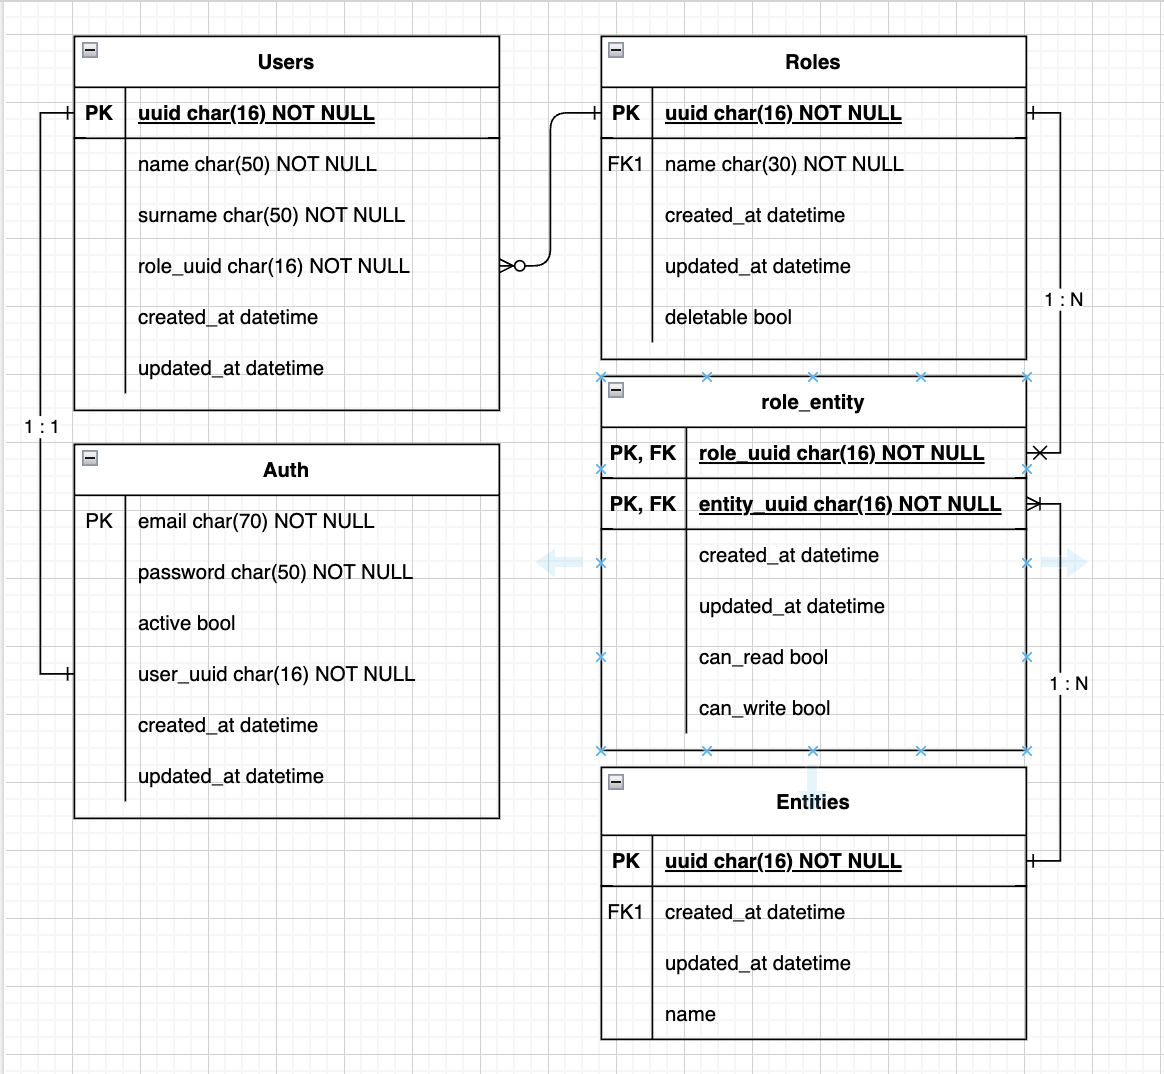 Users
PK uuid char(16) NOT NULL
name char(50) NOT NULL
surname char(50) NOT NULL
role_uuid char(16) NOT NULL
created_at datetime
updated_at datetime
1 : 1
Auth
PK email char(70) NOT NULL
password char(50) NOT NULL
active bool
user_uuid char(16) NOT NULL
created_at datetime
updated_at datetime
Roles
PK uuid char(16) NOT NULL
FK1 name char(30) NOT NULL
created_at datetime
updated_at datetime
deletable bool
1 : N
role_entity
PK, FK role_uuid char(16) NOT NULL
PK, FK entity_uuid char(16) NOT NULL
created_at datetime
updated_at datetime
can_read bool
can_write bool
1 : N
Entities
PK uuid char(16) NOT NULL
FK1 created_at datetime
updated_at datetime
name